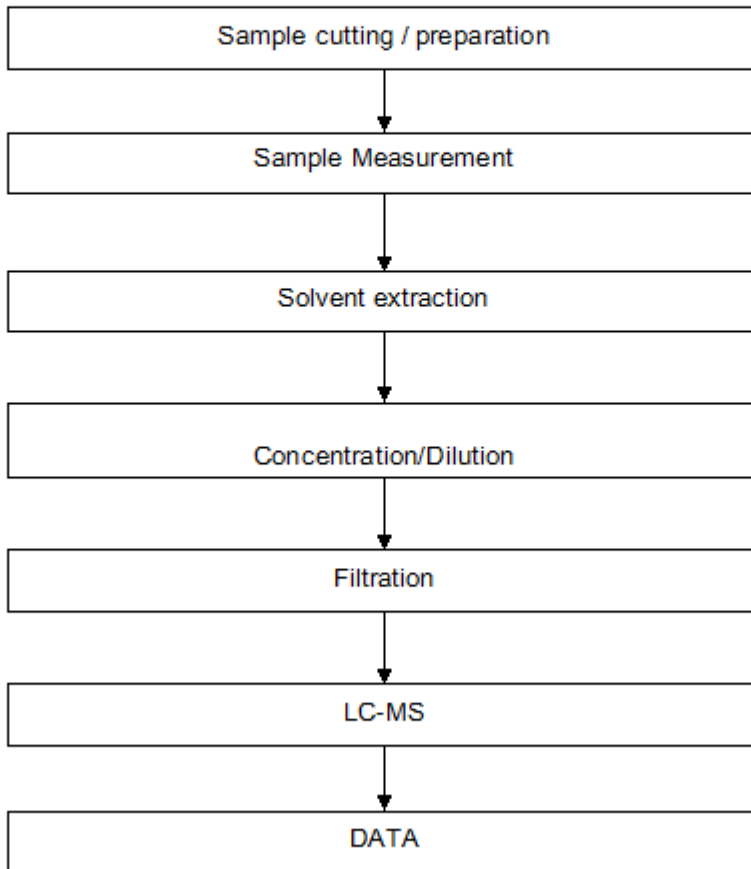 Sample cutting / preparation
Sample Measurement
Solvent extraction
Concentration/Dilution
Filtration
LC-MS
DATA